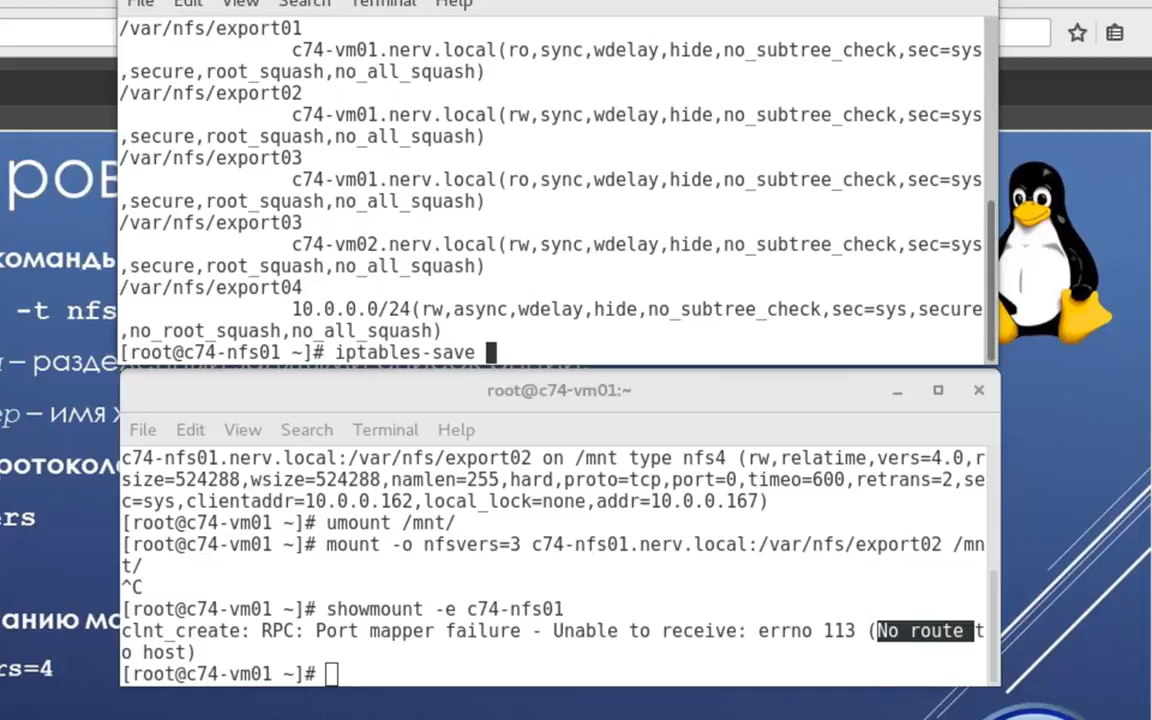 File Edit View Search Terminal Help
/var/nfs/export01
c74-vm01.nerv.local(ro,sync,wdelay,hide,no_subtree_check,sec=sys
,secure,root_squash,no_all_squash)
/var/nfs/export02
c74-vm01.nerv.local(rw,sync,wdelay,hide,no_subtree_check,sec=sys
,secure,root_squash,no_all_squash)
/var/nfs/export03
c74-vm01.nerv.local(ro,sync,wdelay,hide,no_subtree_check,sec=sys
,secure,root_squash,no_all_squash)
/var/nfs/export03
c74-vm02.nerv.local(rw,sync,wdelay,hide,no_subtree_check,sec=sys
,secure,root_squash,no_all_squash)
/var/nfs/export04
10.0.0.0/24(rw,async,wdelay,hide,no_subtree_check,sec=sys,secure
,no_root_squash,no_all_squash)
[root@c74-nfs01 ~]# iptables-save
root@c74-vm01:~
File Edit View Search Terminal Help
c74-nfs01.nerv.local:/var/nfs/export02 on /mnt type nfs4 (rw,relatime,vers=4.0,r
size=524288,wsize=524288,namlen=255,hard,proto=tcp,port=0,timeo=600,retrans=2,se
c=sys,clientaddr=10.0.0.162,local_lock=none,addr=10.0.0.167)
[root@c74-vm01 ~]# umount /mnt/
[root@c74-vm01 ~]# mount -o nfsvers=3 c74-nfs01.nerv.local:/var/nfs/export02 /mn
t/
^C
[root@c74-vm01 ~]# showmount -e c74-nfs01
clnt_create: RPC: Port mapper failure - Unable to receive: errno 113 (No route t
o host)
[root@c74-vm01 ~]#
ров
команды
-t nfs
– разде
ер – имя х
ротокол
ers
анию мо
rs=4